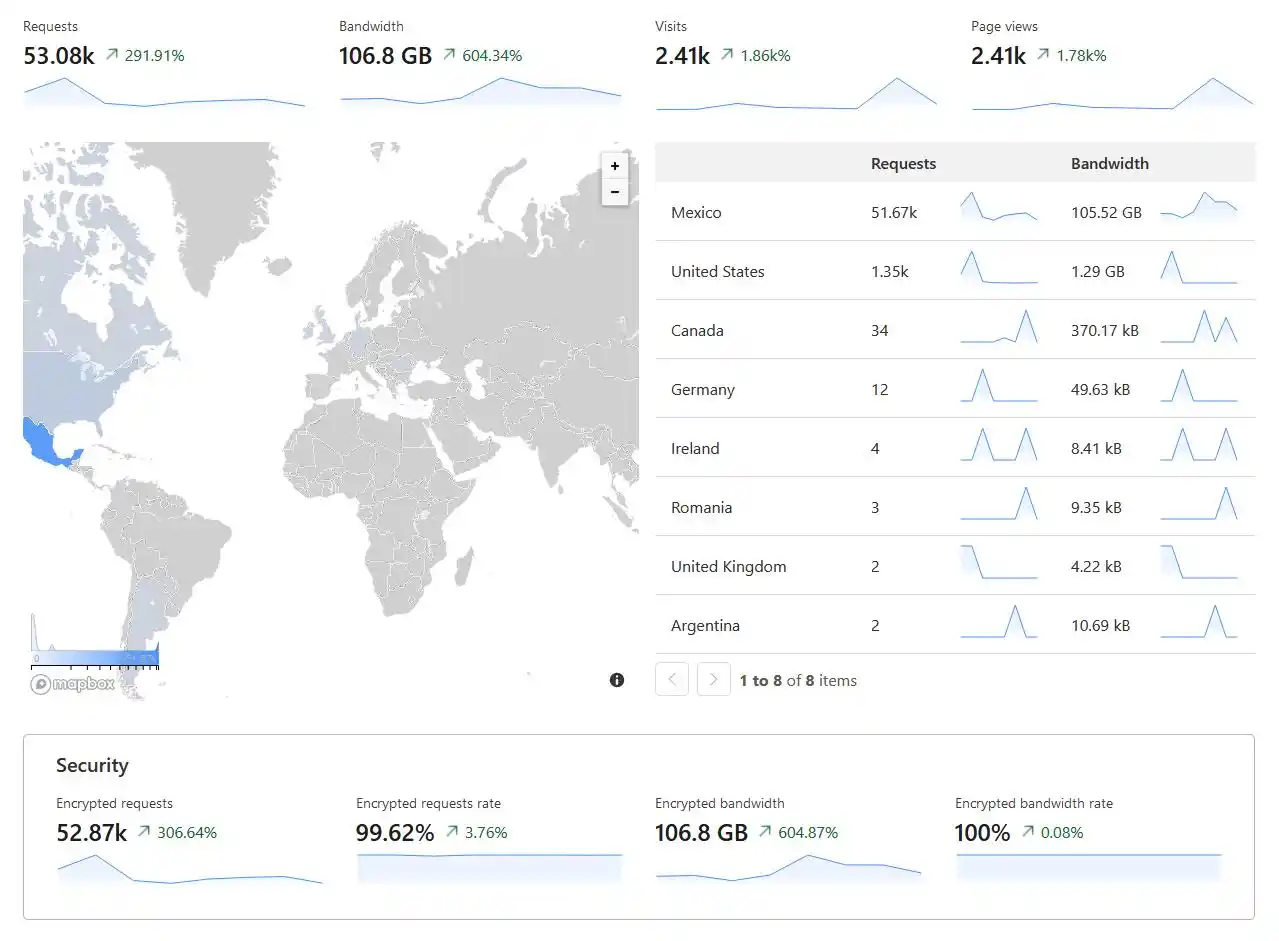 Requests
53.08k 291.91%
Bandwidth
106.8 GB 604.34%
Visits
2.41k 1.86k%
Page views
2.41k 1.78k%
+
−
0
mapbox
Requests Bandwidth
Mexico 51.67k 105.52 GB
United States 1.35k 1.29 GB
Canada 34 370.17 kB
Germany 12 49.63 kB
Ireland 4 8.41 kB
Romania 3 9.35 kB
United Kingdom 2 4.22 kB
Argentina 2 10.69 kB
1 to 8 of 8 items
Security
Encrypted requests
52.87k 306.64%
Encrypted requests rate
99.62% 3.76%
Encrypted bandwidth
106.8 GB 604.87%
Encrypted bandwidth rate
100% 0.08%